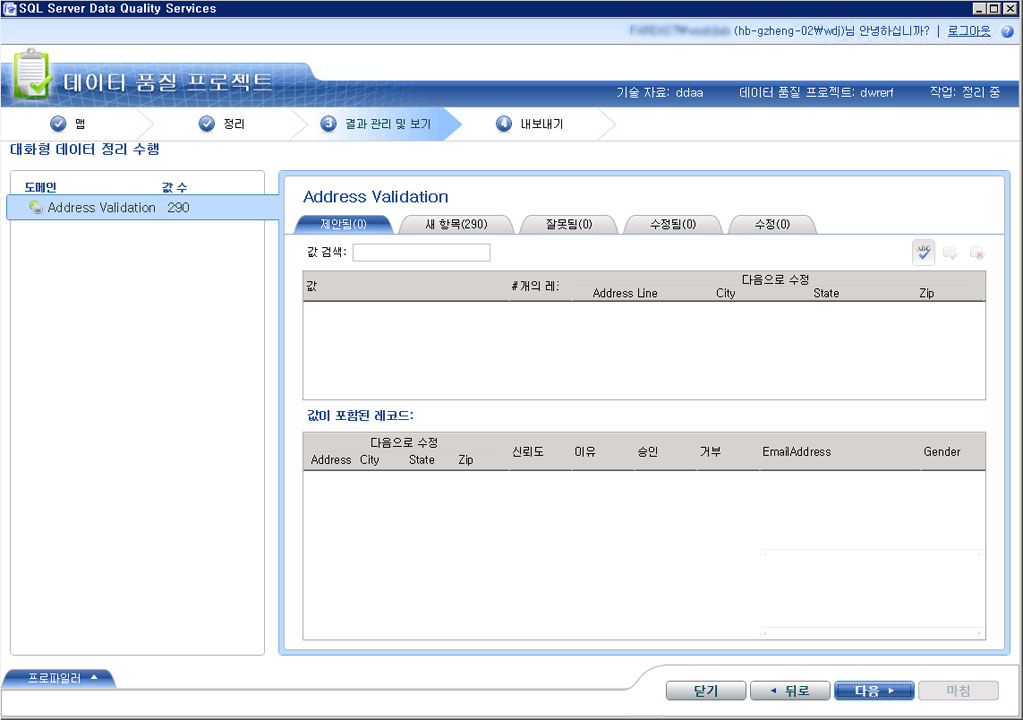 SQL Server Data Quality Services
(hb-gzheng-02₩wdj)님 안녕하십니까? | 로그아웃
데이터 품질 프로젝트
기술 자료: ddaa 데이터 품질 프로젝트: dwrerf 작업: 정리 중
맵 정리 3 결과 관리 및 보기 4 내보내기
대화형 데이터 정리 수행
도메인 값 수
Address Validation 290
Address Validation
제안됨(0) 새 항목(290) 잘못됨(0) 수정됨(0) 수정(0)
값 검색:
ABC
값 #개의 레 다음으로 수정
Address Line City State Zip
값이 포함된 레코드:
다음으로 수정
Address City State Zip 신뢰도 이유 승인 거부 EmailAddress Gender
프로파일러
닫기 뒤로 다음 마침